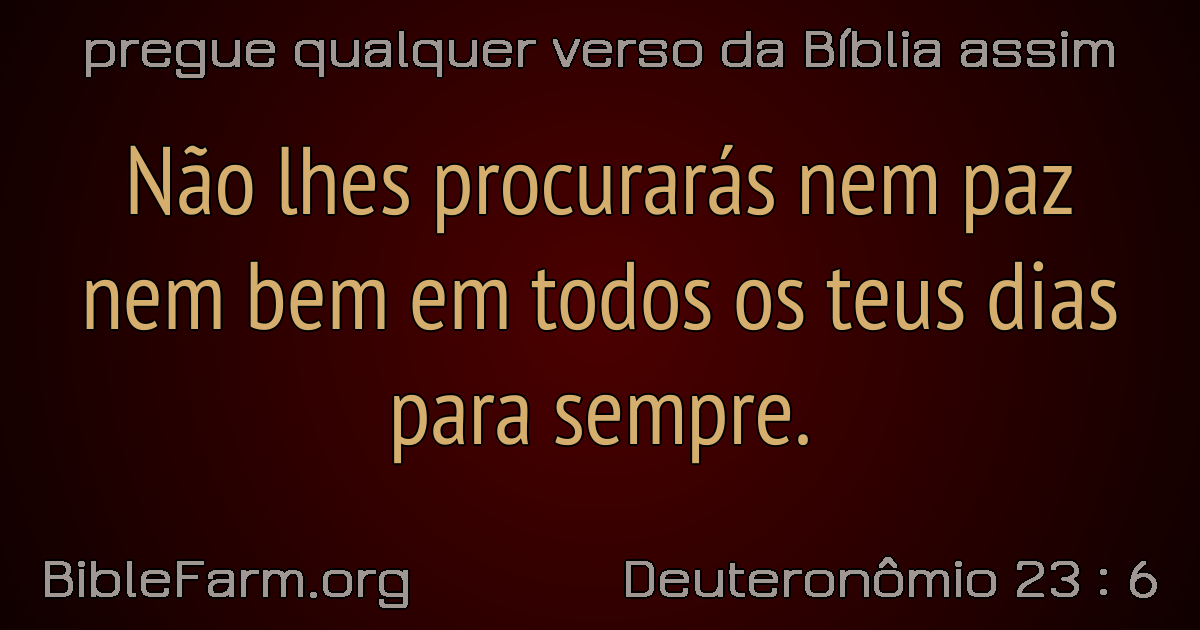 pregue qualquer verso da Bíblia assim
Não lhes procurarás nem paz
nem bem em todos os teus dias
para sempre.
BibleFarm.org
Deuteronômio 23 : 6